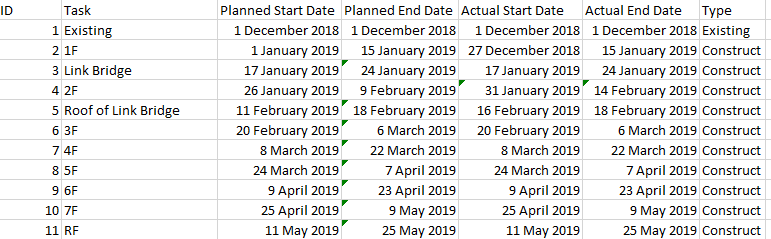 ID Task Planned Start Date Planned End Date Actual Start Date Actual End Date Type
1 Existing 1 December 2018 1 December 2018 1 December 2018 1 December 2018 Existing
2 1F 1 January 2019 15 January 2019 27 December 2018 15 January 2019 Construct
3 Link Bridge 17 January 2019 24 January 2019 17 January 2019 24 January 2019 Construct
4 2F 26 January 2019 9 February 2019 31 January 2019 14 February 2019 Construct
5 Roof of Link Bridge 11 February 2019 18 February 2019 16 February 2019 18 February 2019 Construct
6 3F 20 February 2019 6 March 2019 20 February 2019 6 March 2019 Construct
7 4F 8 March 2019 22 March 2019 8 March 2019 22 March 2019 Construct
8 5F 24 March 2019 7 April 2019 24 March 2019 7 April 2019 Construct
9 6F 9 April 2019 23 April 2019 9 April 2019 23 April 2019 Construct
10 7F 25 April 2019 9 May 2019 25 April 2019 9 May 2019 Construct
11 RF 11 May 2019 25 May 2019 11 May 2019 25 May 2019 Construct